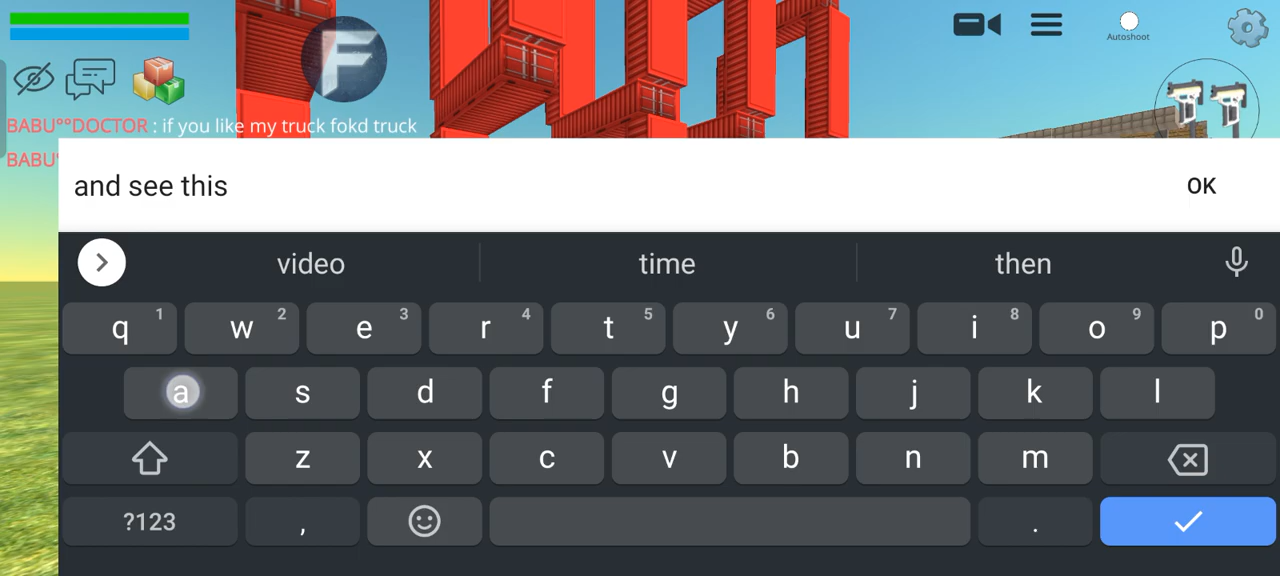 Autoshoot
BABU°°DOCTOR : if you like my truck fokd truck
BABU
and see this
OK
video
time
then
q 1 w 2 e 3 r 4 t 5 y 6 u 7 i 8 o 9 p 0
a s d f g h j k l
z x c v b n m
?123 , .